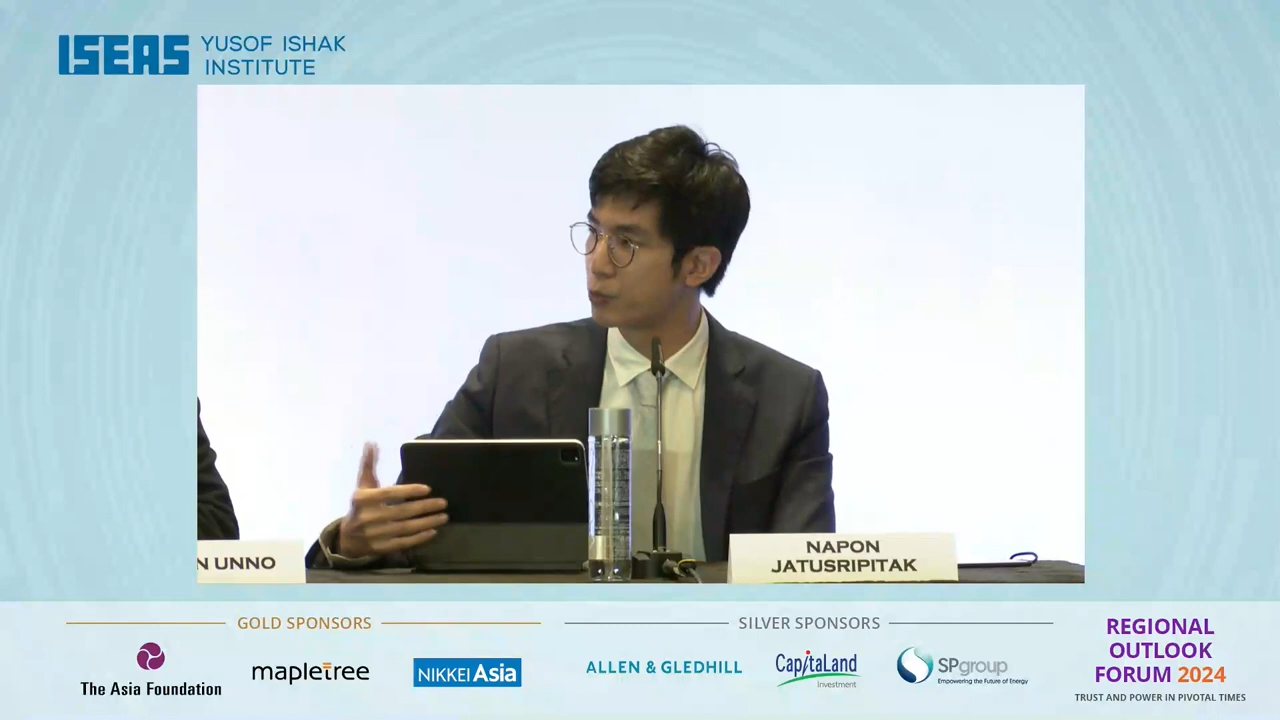 ISEAS YUSOF ISHAK
INSTITUTE
N UNNO
NAPON
JATUSRIPITAK
GOLD SPONSORS
The Asia Foundation
mapletree
NIKKEI Asia
SILVER SPONSORS
ALLEN & GLEDHILL
CapitaLand
Investment
SPgroup
Empowering the Future of Energy
REGIONAL
OUTLOOK
FORUM 2024
TRUST AND POWER IN PIVOTAL TIMES